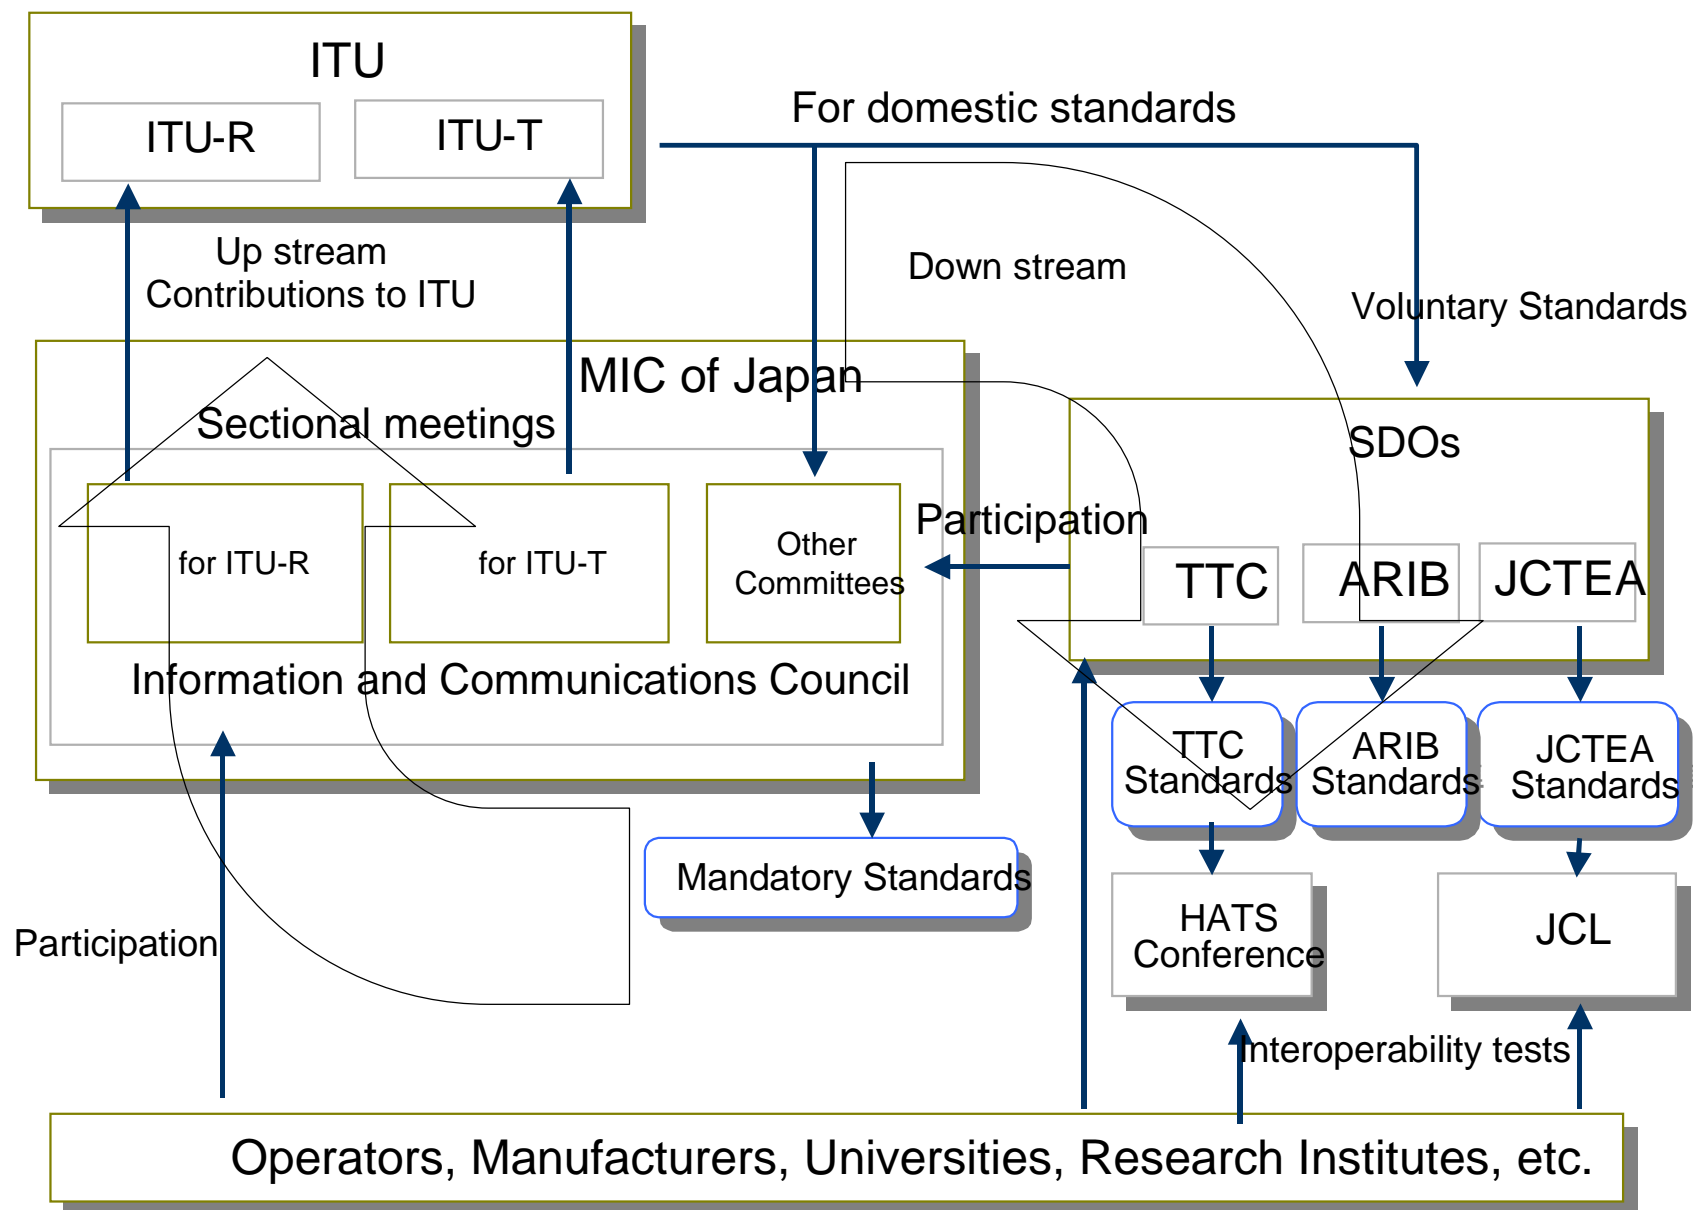 ITU
ITU-R
ITU-T
For domestic standards
Up stream
Contributions to ITU
Down stream
Voluntary Standards
MIC of Japan
Sectional meetings
SDOs
for ITU-R
for ITU-T
Other
Committees
Participation
TTC
ARIB
JCTEA
Information and Communications Council
TTC
Standards
ARIB
Standards
JCTEA
Standards
Mandatory Standards
HATS
Conference
JCL
Participation
Interoperability tests
Operators, Manufacturers, Universities, Research Institutes, etc.